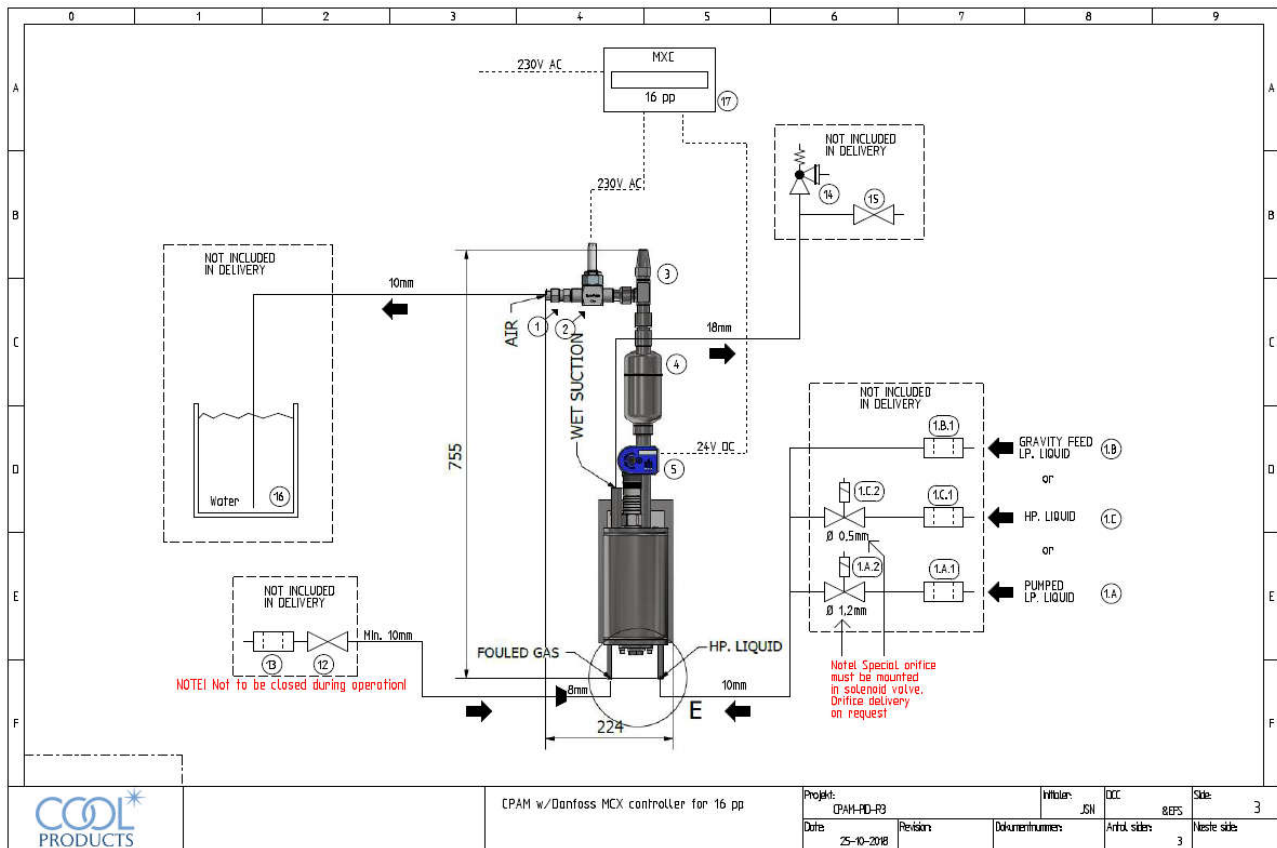 0 1 2 3 4 5 6 7 8 9
A
B
C
D
E
F
A
B
C
D
E
F
230V AC
MXC
16 pp
17
230V AC
NOT INCLUDED
IN DELIVERY
14
15
NOT INCLUDED
IN DELIVERY
10mm
3
AIR
1
2
WET SUCTION
18mm
4
755
24V DC
5
Water
16
NOT INCLUDED
IN DELIVERY
1.B.1
GRAVITY FEED
LP. LIQUID
1.B
or
1.C.2
1.C.1
HP. LIQUID
1.C
Ø 0,5mm
or
1.A.2
1.A.1
PUMPED
LP. LIQUID
1.A
Ø 1,2mm
NOT INCLUDED
IN DELIVERY
MIn. 10mm
13
12
NOTE! Not to be closed during operation!
FOULED GAS
HP. LIQUID
8mm
10mm
E
224
Note! Special orifice
must be mounted
in solenoid valve.
Orifice delivery
on request
COOL
PRODUCTS
CPAM w/Danfoss MCX controller for 16 pp
Projekt:
CPAM-PID-R3
Initialer:
JSN
DCC
&EFS
Side:
3
Dato:
25-10-2018
Revision:
Dokumentnummer:
Antal sider:
3
Næste side: